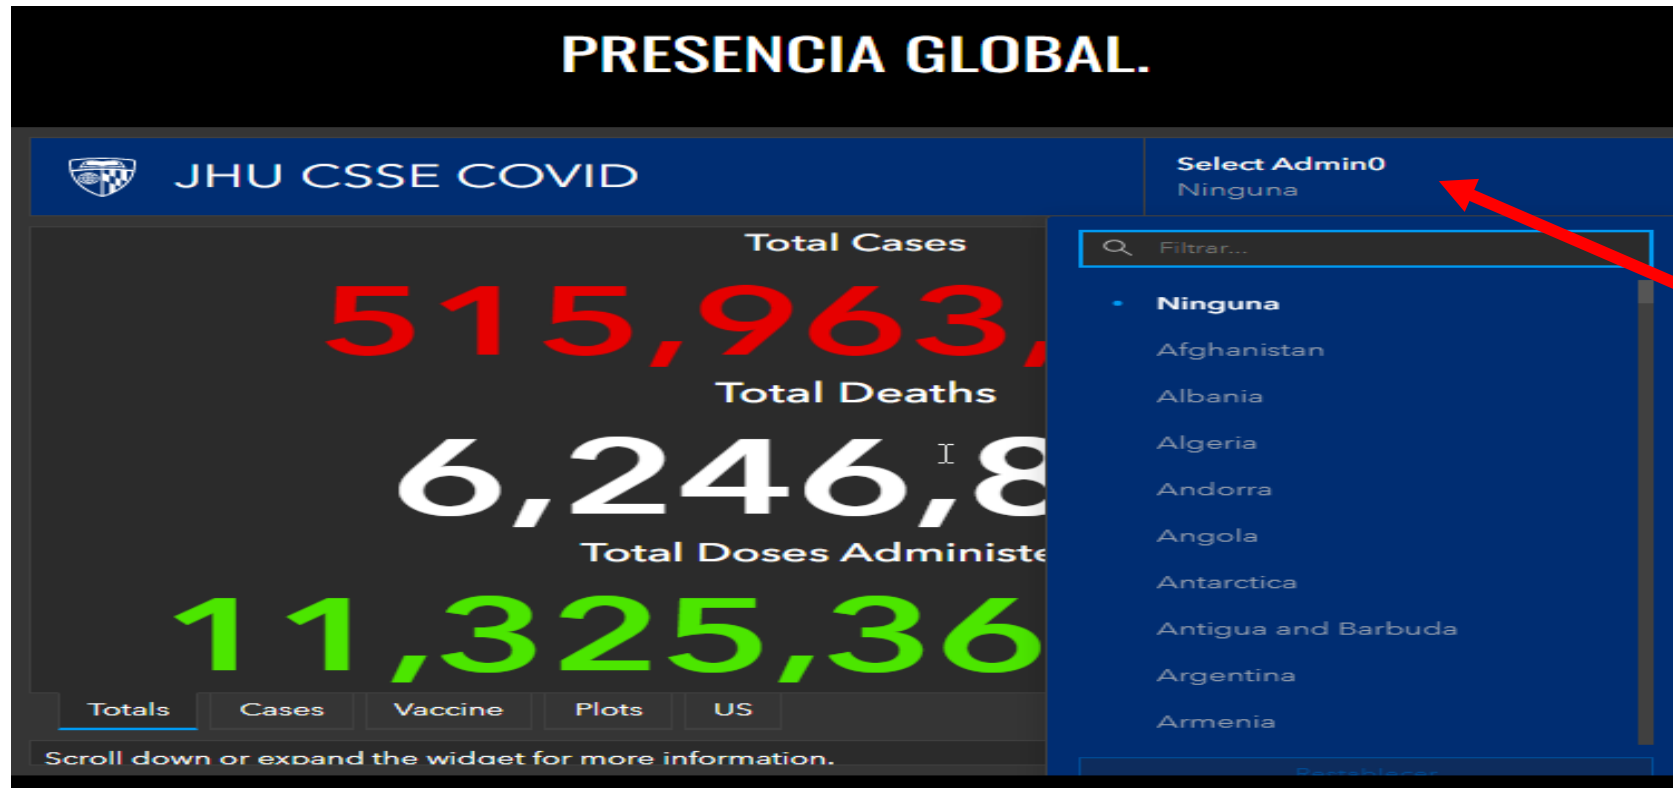 PRESENCIA GLOBAL.
JHU CSSE COVID
Select Admin0
Ninguna
Total Cases
515,963,
Total Deaths
6,246,8
Total Doses Administe
11,325,36
Totals
Cases
Vaccine
Plots
US
Scroll down or expand the widget for more information.
Filtrar...
Ninguna
Afghanistan
Albania
Algeria
Andorra
Angola
Antarctica
Antigua and Barbuda
Argentina
Armenia
Restablecer